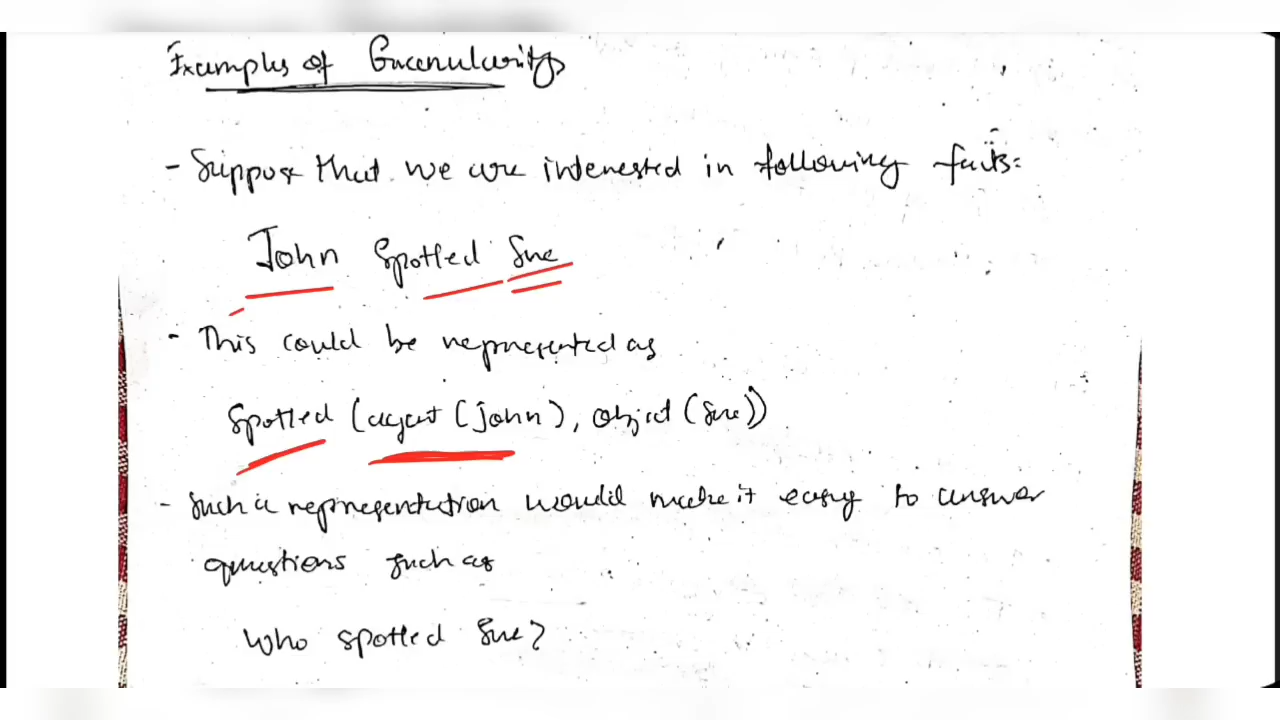 Examples of Granularity
- Suppose that we are interested in following facts:
John Spotted Sue
- This could be represented as
Spotted (agent (John), object (Sue))
- Such a representation would make it easy to answer
questions such as
Who spotted Sue?